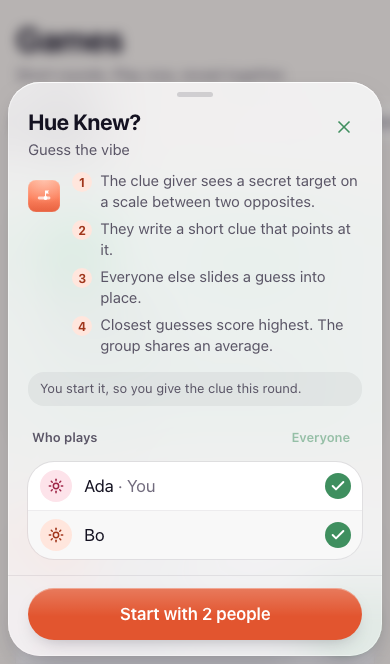 Games
Hue Knew?
Guess the vibe
1 The clue giver sees a secret target on
a scale between two opposites.
2 They write a short clue that points at
it.
3 Everyone else slides a guess into
place.
4 Closest guesses score highest. The
group shares an average.
You start it, so you give the clue this round.
Who plays Everyone
Ada · You
Bo
Start with 2 people